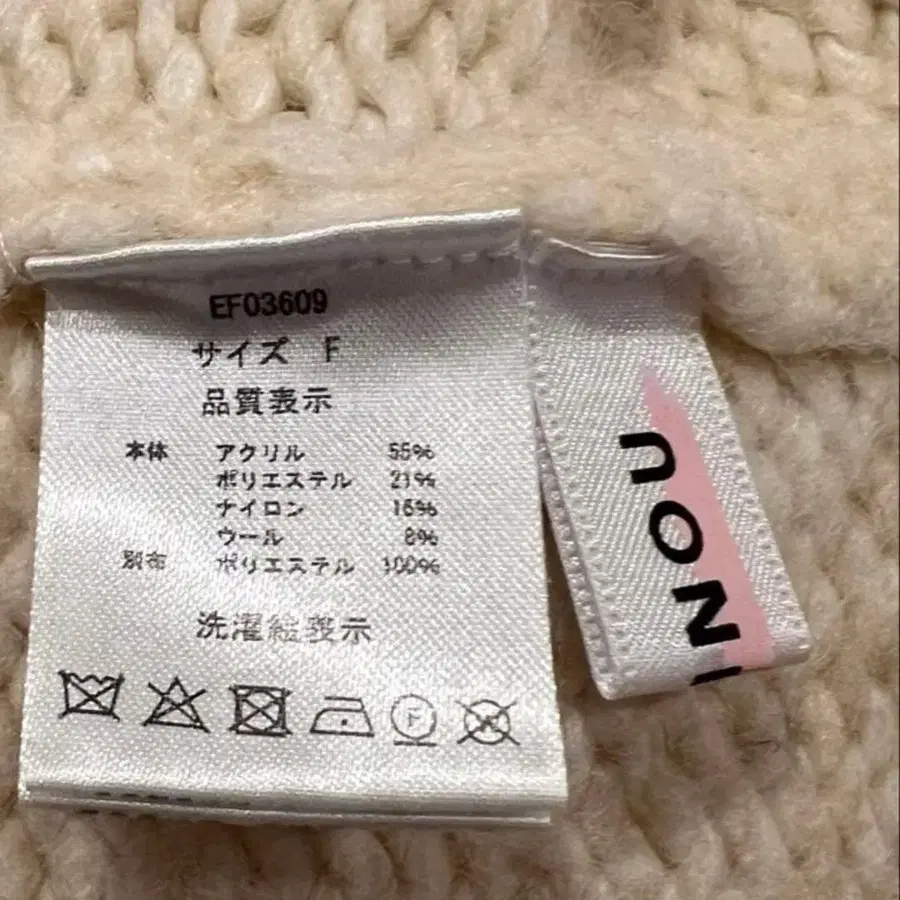 EF03609
サイズ F
品質表示
本体 アクリル 55%
ポリエステル 21%
ナイロン 16%
ウール 8%
別布 ポリエステル 100%
洗濯絵表示
F
NOU